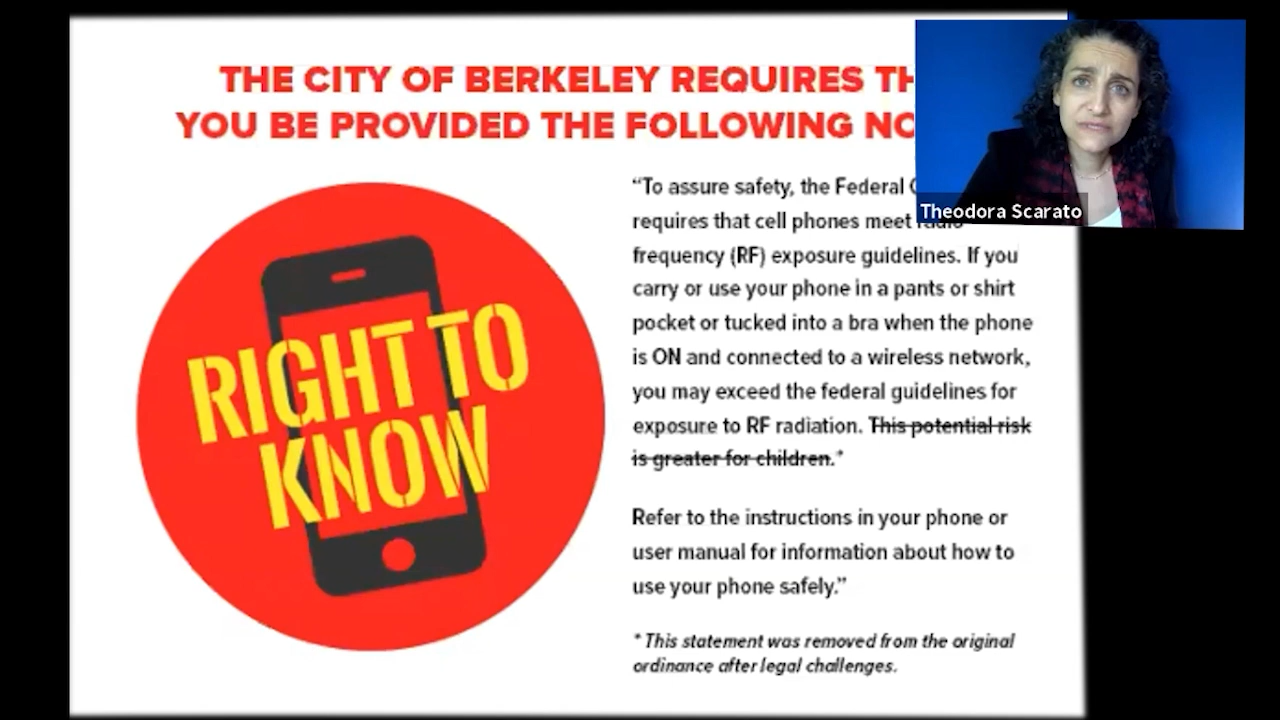 THE CITY OF BERKELEY REQUIRES
YOU BE PROVIDED THE FOLLOWING
Theodora Scarato
RIGHT TO
KNOW
“To assure safety, the Federal
requires that cell phones meet radio
frequency (RF) exposure guidelines. If you
carry or use your phone in a pants or shirt
pocket or tucked into a bra when the phone
is ON and connected to a wireless network,
you may exceed the federal guidelines for
exposure to RF radiation. This potential risk
is greater for children.*
Refer to the instructions in your phone or
user manual for information about how to
use your phone safely.”
* This statement was removed from the original
ordinance after legal challenges.